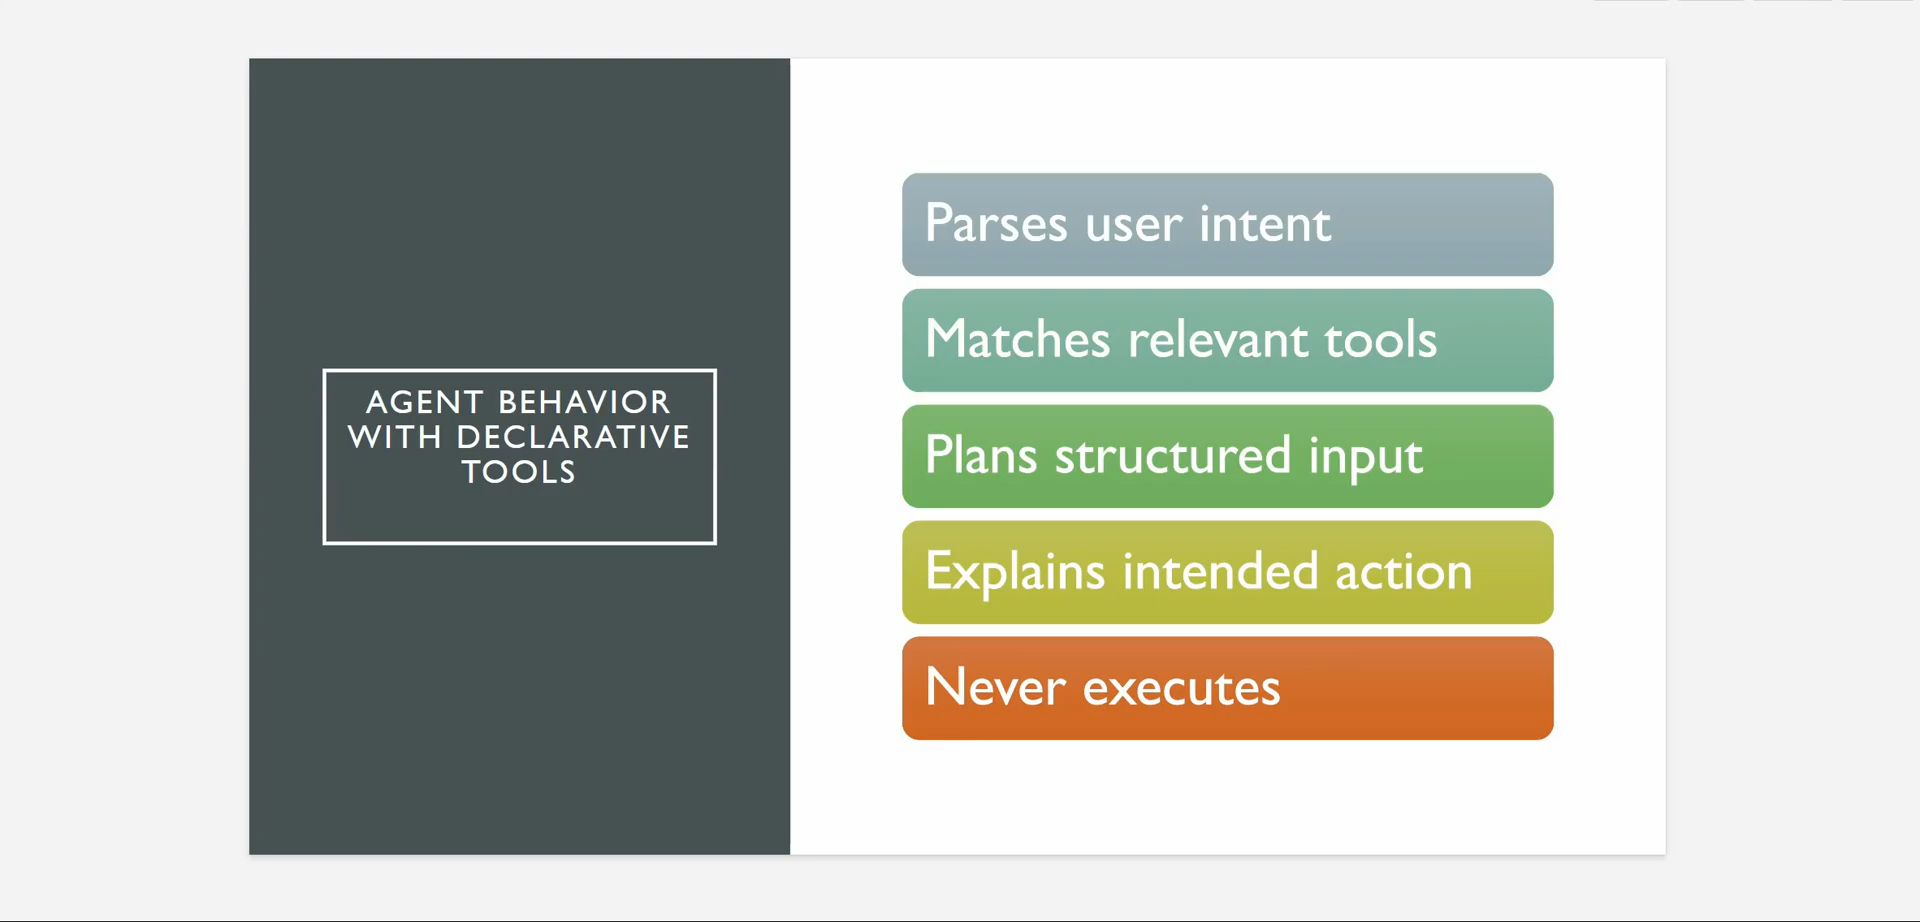 AGENT BEHAVIOR
WITH DECLARATIVE
TOOLS
Parses user intent
Matches relevant tools
Plans structured input
Explains intended action
Never executes